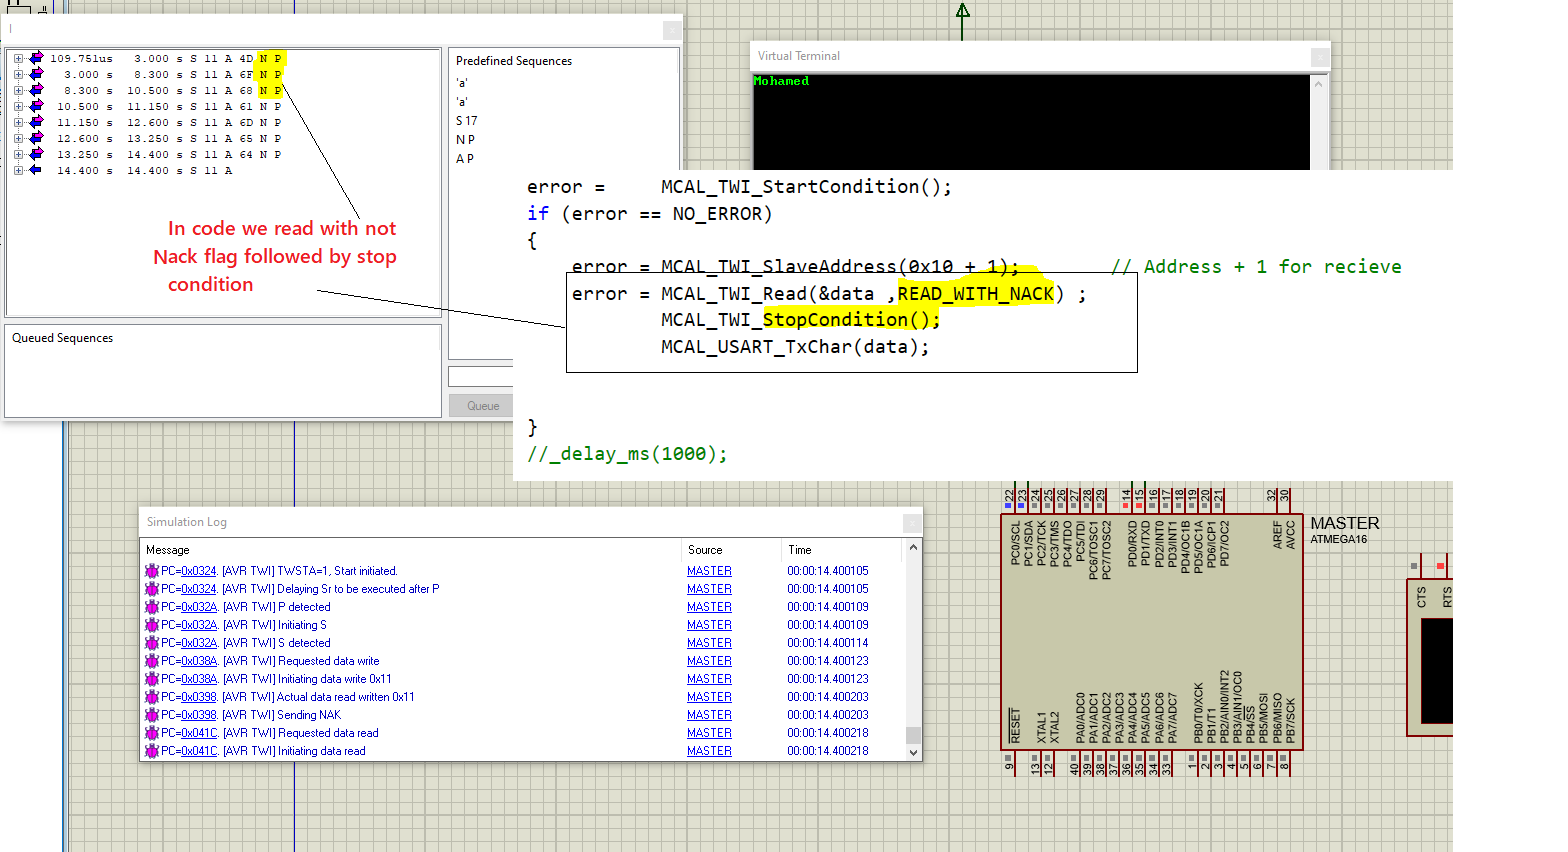 109.751us 3.000 s S 11 A 4D N P
3.000 s 8.300 s S 11 A 6F N P
8.300 s 10.500 s S 11 A 68 N P
10.500 s 11.150 s S 11 A 61 N P
11.150 s 12.600 s S 11 A 6D N P
12.600 s 13.250 s S 11 A 65 N P
13.250 s 14.400 s S 11 A 64 N P
14.400 s 14.400 s S 11 A
Predefined Sequences
'a'
'a'
S 17
N P
A P
Queued Sequences
Queue
Virtual Terminal
Mohamed
In code we read with not
Nack flag followed by stop
condition
error = MCAL_TWI_StartCondition();
if (error == NO_ERROR)
{
error = MCAL_TWI_SlaveAddress(0x10 + 1); // Address + 1 for recieve
error = MCAL_TWI_Read(&data ,READ_WITH_NACK) ;
MCAL_TWI_StopCondition();
MCAL_USART_TxChar(data);
}
//_delay_ms(1000);
Simulation Log
Message Source Time
PC=0x0324. [AVR TWI] TWSTA=1, Start initiated. MASTER 00:00:14.400105
PC=0x0324. [AVR TWI] Delaying Sr to be executed after P MASTER 00:00:14.400105
PC=0x032A. [AVR TWI] P detected MASTER 00:00:14.400109
PC=0x032A. [AVR TWI] Initiating S MASTER 00:00:14.400109
PC=0x032A. [AVR TWI] S detected MASTER 00:00:14.400114
PC=0x038A. [AVR TWI] Requested data write MASTER 00:00:14.400123
PC=0x038A. [AVR TWI] Initiating data write 0x11 MASTER 00:00:14.400123
PC=0x0398. [AVR TWI] Actual data read written 0x11 MASTER 00:00:14.400203
PC=0x0398. [AVR TWI] Sending NAK MASTER 00:00:14.400203
PC=0x041C. [AVR TWI] Requested data read MASTER 00:00:14.400218
PC=0x041C. [AVR TWI] Initiating data read MASTER 00:00:14.400218
22 23 24 25 26 27 28 29 14 15 16 17 18 19 20 21 32 30
PC0/SCL
PC1/SDA
PC2/TCK
PC3/TMS
PC4/TDO
PC5/TDI
PC6/TOSC1
PC7/TOSC2
PD0/RXD
PD1/TXD
PD2/INT0
PD3/INT1
PD4/OC1B
PD5/OC1A
PD6/ICP1
PD7/OC2
AREF
AVCC
MASTER
ATMEGA16
RESET
XTAL1
XTAL2
PA0/ADC0
PA1/ADC1
PA2/ADC2
PA3/ADC3
PA4/ADC4
PA5/ADC5
PA6/ADC6
PA7/ADC7
PB0/T0/XCK
PB1/T1
PB2/AIN0/INT2
PB3/AIN1/OC0
PB4/SS
PB5/MOSI
PB6/MISO
PB7/SCK
9 13 12 40 39 38 37 36 35 34 33 1 2 3 4 5 6 7 8
CTS
RTS